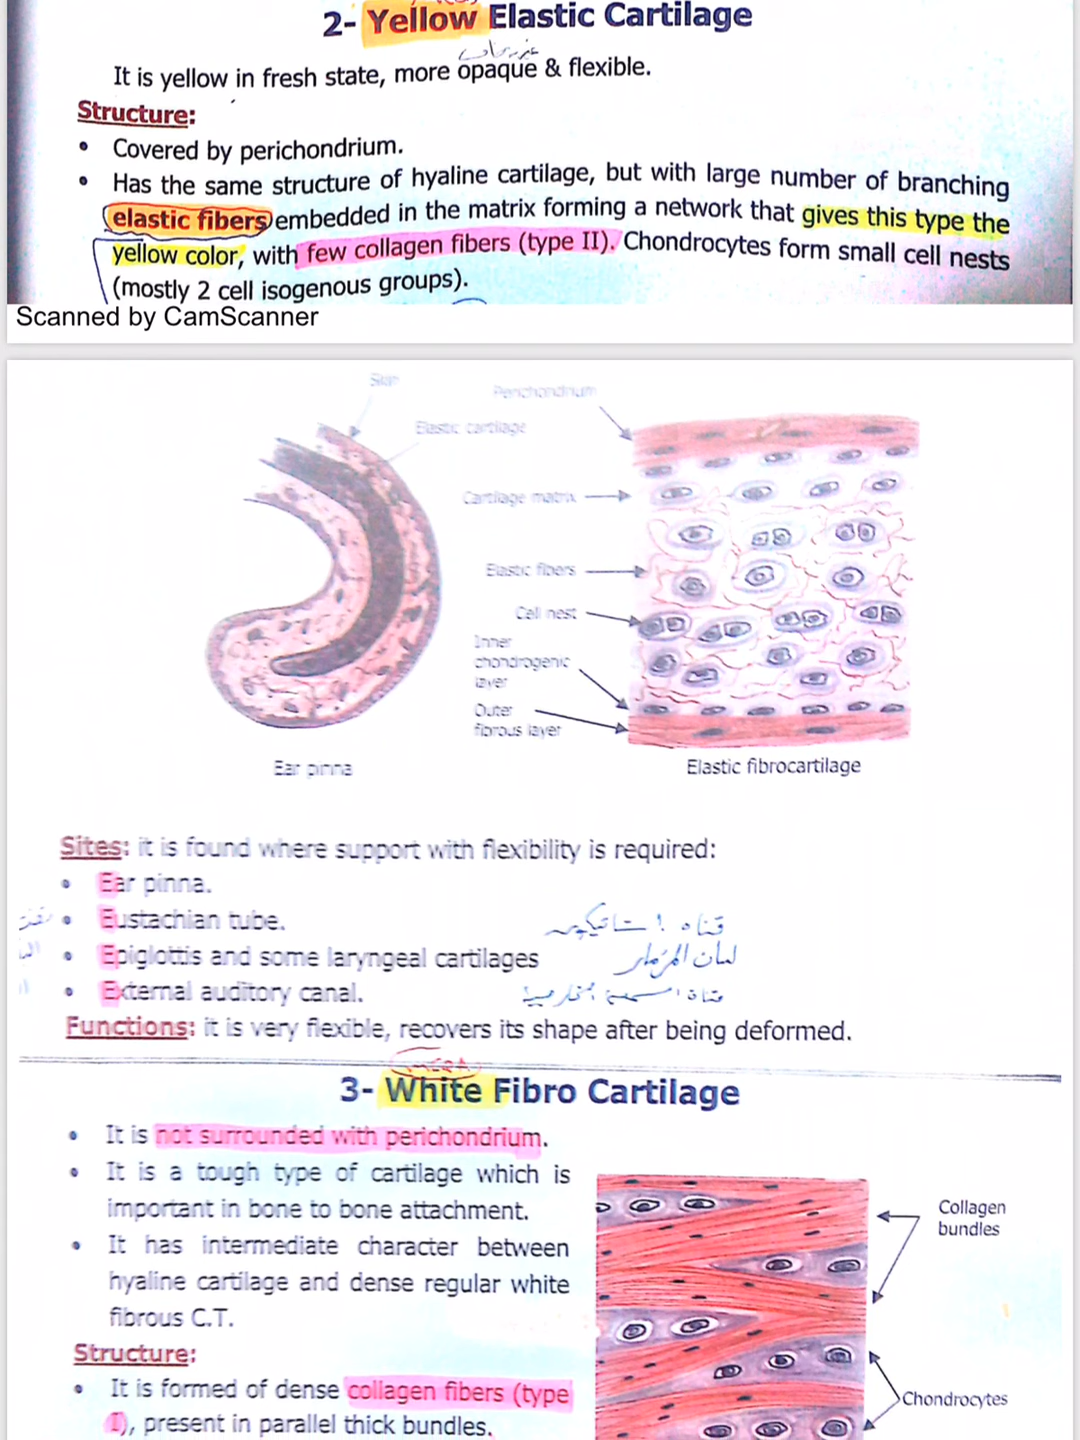 2- Yellow Elastic Cartilage
It is yellow in fresh state, more opaque & flexible.
Structure:
• Covered by perichondrium.
• Has the same structure of hyaline cartilage, but with large number of branching
elastic fibers embedded in the matrix forming a network that gives this type the
yellow color, with few collagen fibers (type II). Chondrocytes form small cell nests
(mostly 2 cell isogenous groups).
Scanned by CamScanner
Skin
Perichondrium
Elastic cartilage
Cartilage matrix
Elastic fibers
Cell nest
Inner
chondrogenic
layer
Outer
fibrous layer
Ear pinna
Elastic fibrocartilage
Sites: it is found where support with flexibility is required:
• Ear pinna.
• Eustachian tube.
قناه استاكيوس
• Epiglottis and some laryngeal cartilages
لسان المزمار
• External auditory canal.
قناة السمعية الخارجية
Functions: it is very flexible, recovers its shape after being deformed.
3- White Fibro Cartilage
• It is not surrounded with perichondrium.
• It is a tough type of cartilage which is
important in bone to bone attachment.
• It has intermediate character between
hyaline cartilage and dense regular white
fibrous C.T.
Structure:
• It is formed of dense collagen fibers (type
I), present in parallel thick bundles.
Collagen
bundles
Chondrocytes